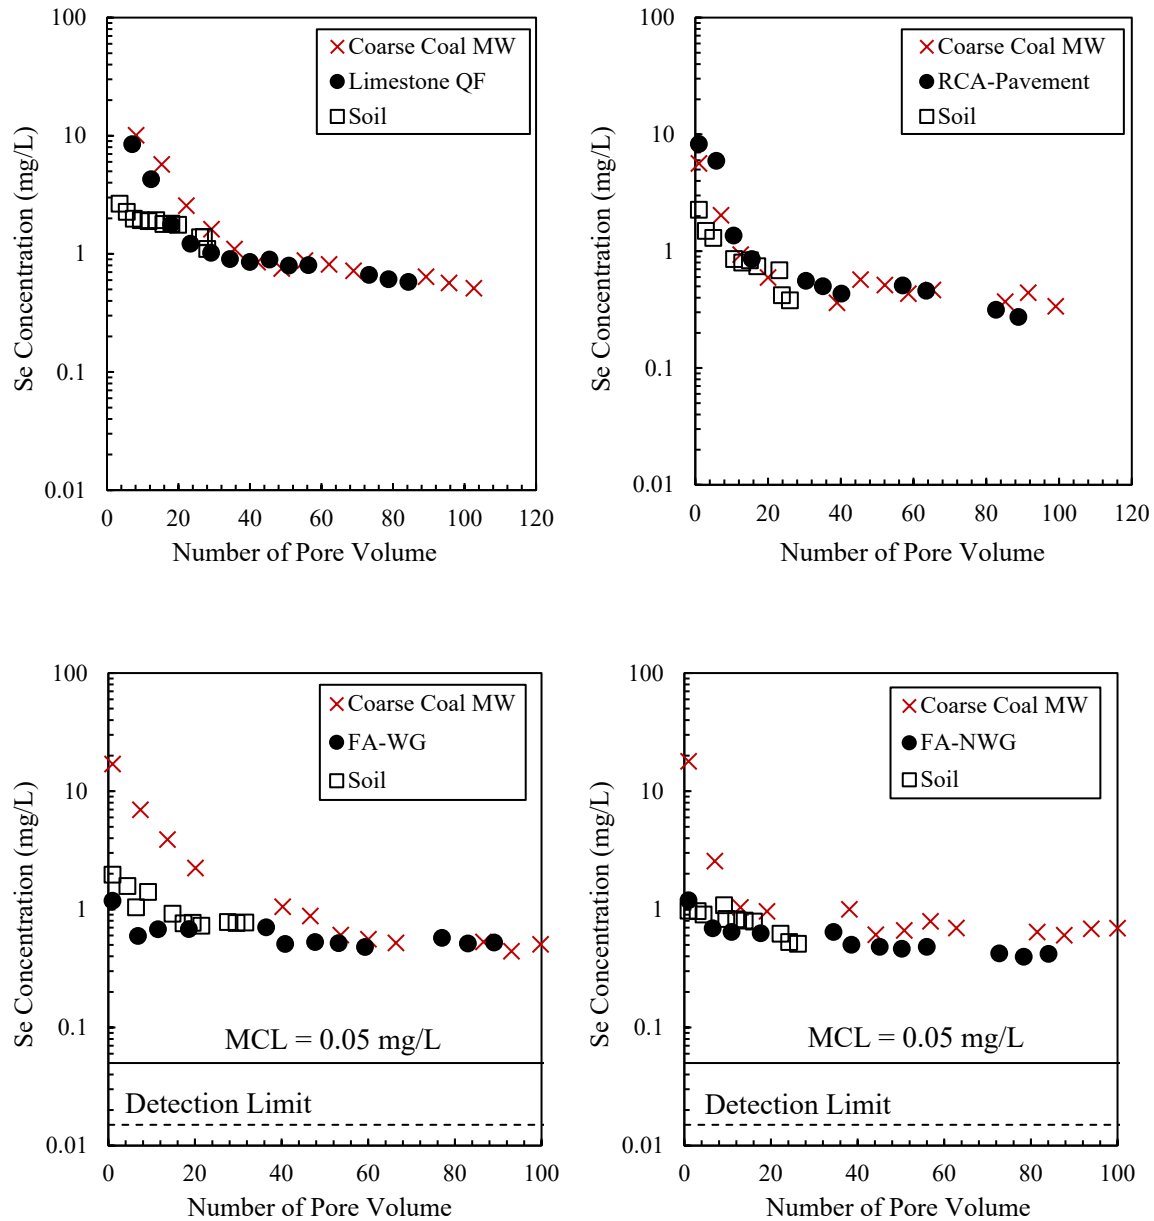 100
10
1
0.1
0.01
Se Concentration (mg/L)
Coarse Coal MW
Limestone QF
Soil
0 20 40 60 80 100 120
Number of Pore Volume
100
10
1
0.1
0.01
Se Concentration (mg/L)
Coarse Coal MW
RCA-Pavement
Soil
0 20 40 60 80 100 120
Number of Pore Volume
100
10
1
0.1
0.01
Se Concentration (mg/L)
Coarse Coal MW
FA-WG
Soil
MCL = 0.05 mg/L
Detection Limit
0 20 40 60 80 100
Number of Pore Volume
100
10
1
0.1
0.01
Se Concentration (mg/L)
Coarse Coal MW
FA-NWG
Soil
MCL = 0.05 mg/L
Detection Limit
0 20 40 60 80 100
Number of Pore Volume